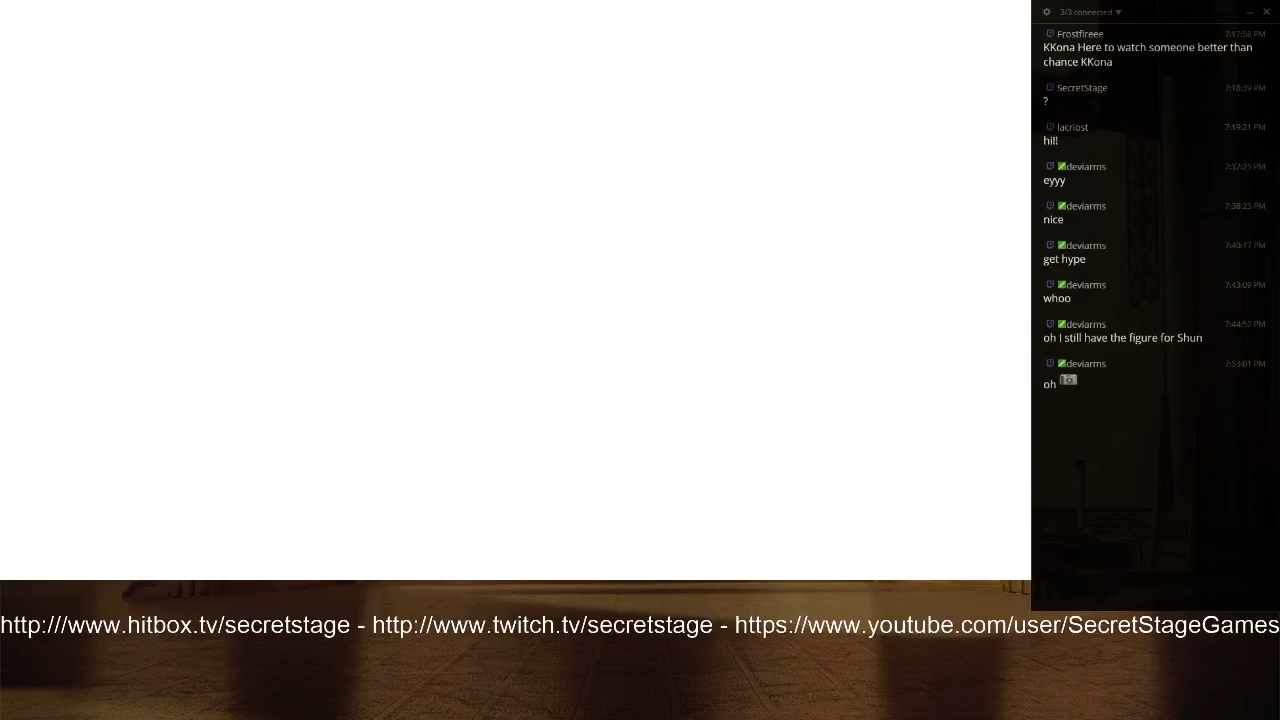 3/3 connected
Frostfireee 7:17:58 PM
KKona Here to watch someone better than
chance KKona
SecretStage 7:18:39 PM
?
lacriost 7:19:21 PM
hi!!
deviarms 7:37:25 PM
eyyy
deviarms 7:38:23 PM
nice
deviarms 7:40:17 PM
get hype
deviarms 7:43:09 PM
whoo
deviarms 7:44:52 PM
oh I still have the figure for Shun
deviarms 7:53:01 PM
oh
http:///www.hitbox.tv/secretstage - http://www.twitch.tv/secretstage - https://www.youtube.com/user/SecretStageGames